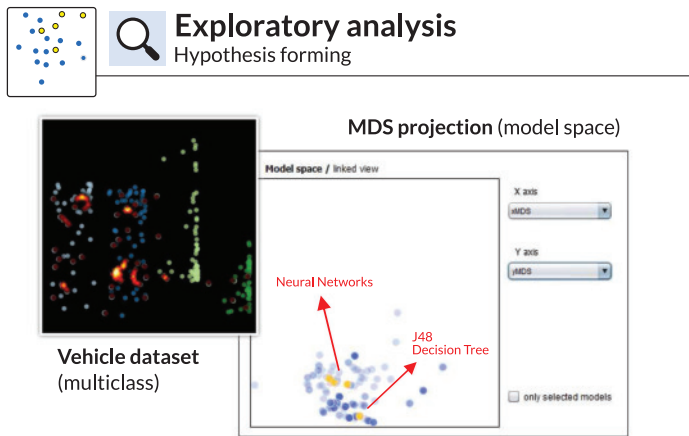 Exploratory analysis
Hypothesis forming
MDS projection (model space)
Model space / linked view
X axis
xMDS
Y axis
yMDS
Neural Networks
J48
Decision Tree
Vehicle dataset
(multiclass)
only selected models